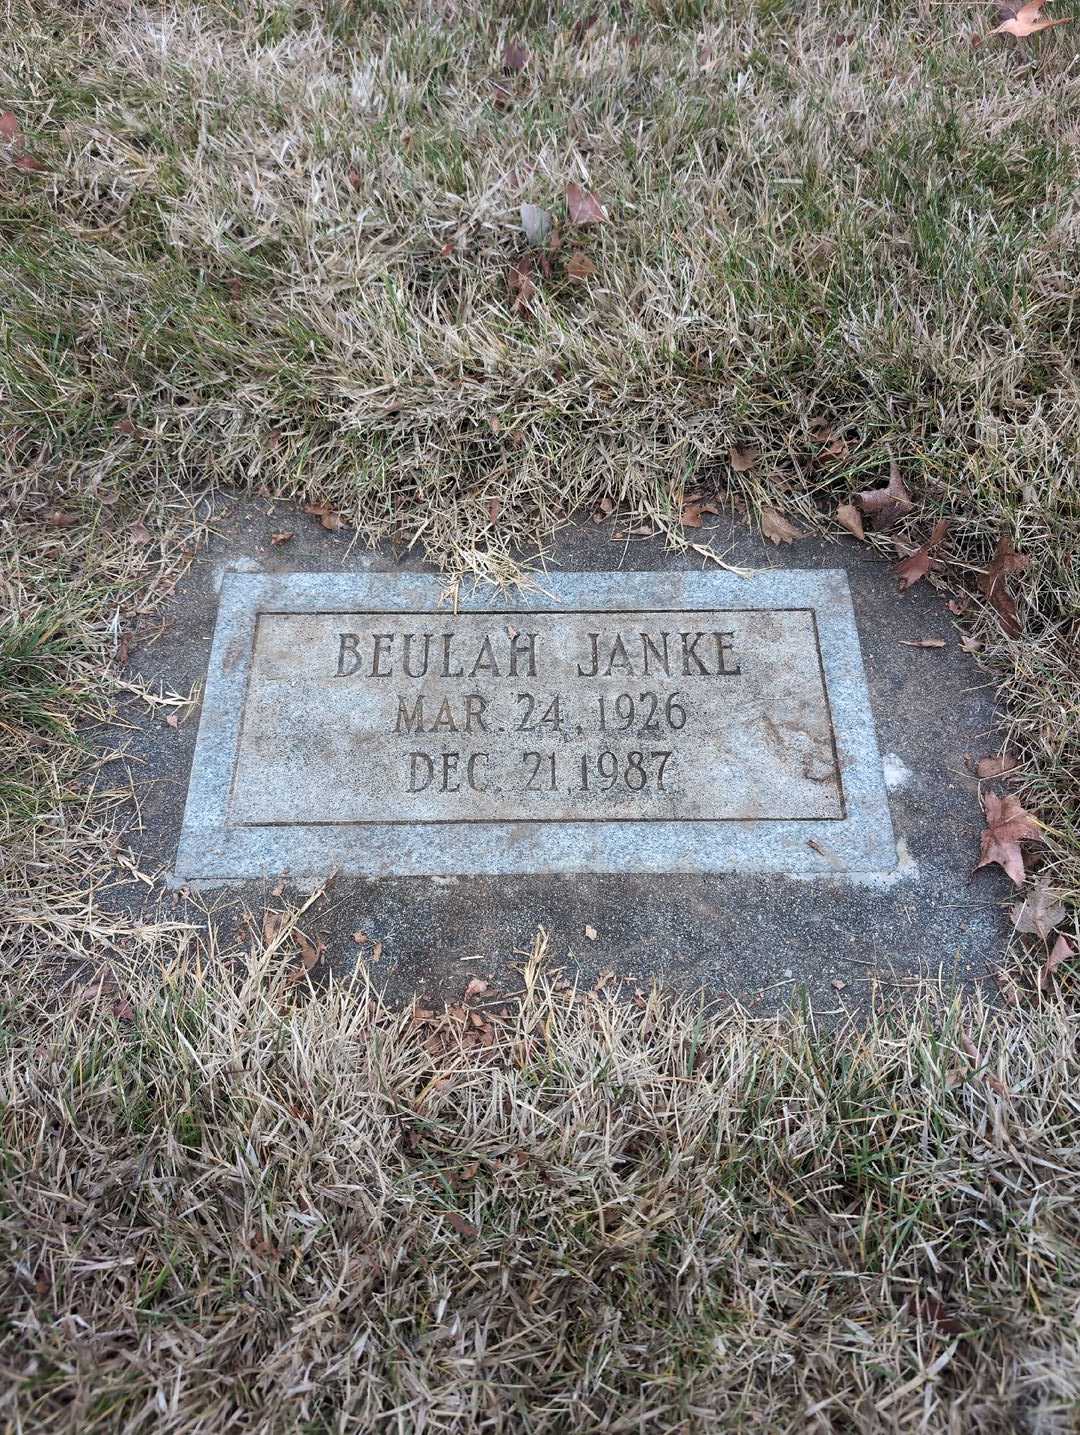 BEULAH JANKE
MAR. 24, 1926
DEC. 21, 1987